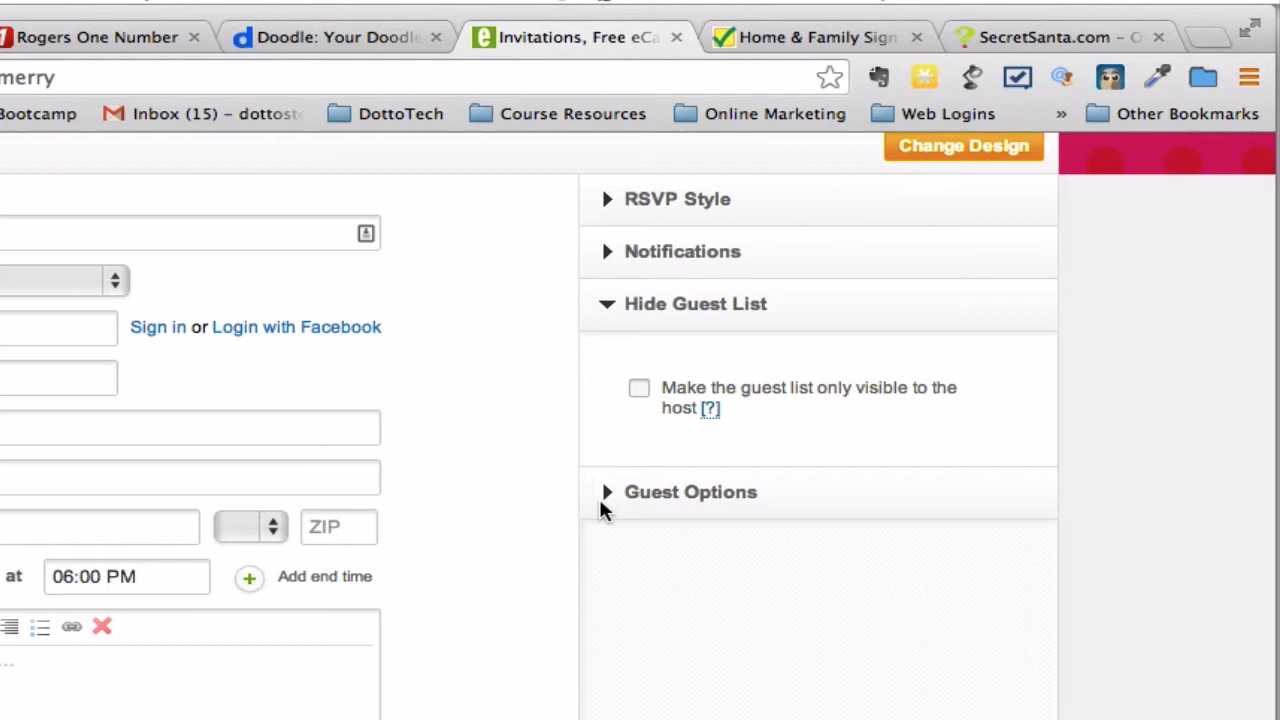 Rogers One Number
Doodle: Your Doodle
Invitations, Free eCa
Home & Family Sign
SecretSanta.com – O
merry
Bootcamp
Inbox (15) – dottost
DottoTech
Course Resources
Online Marketing
Web Logins
»
Other Bookmarks
Change Design
RSVP Style
Notifications
Hide Guest List
Sign in or Login with Facebook
Make the guest list only visible to the
host [?]
Guest Options
ZIP
at
06:00 PM
Add end time
...